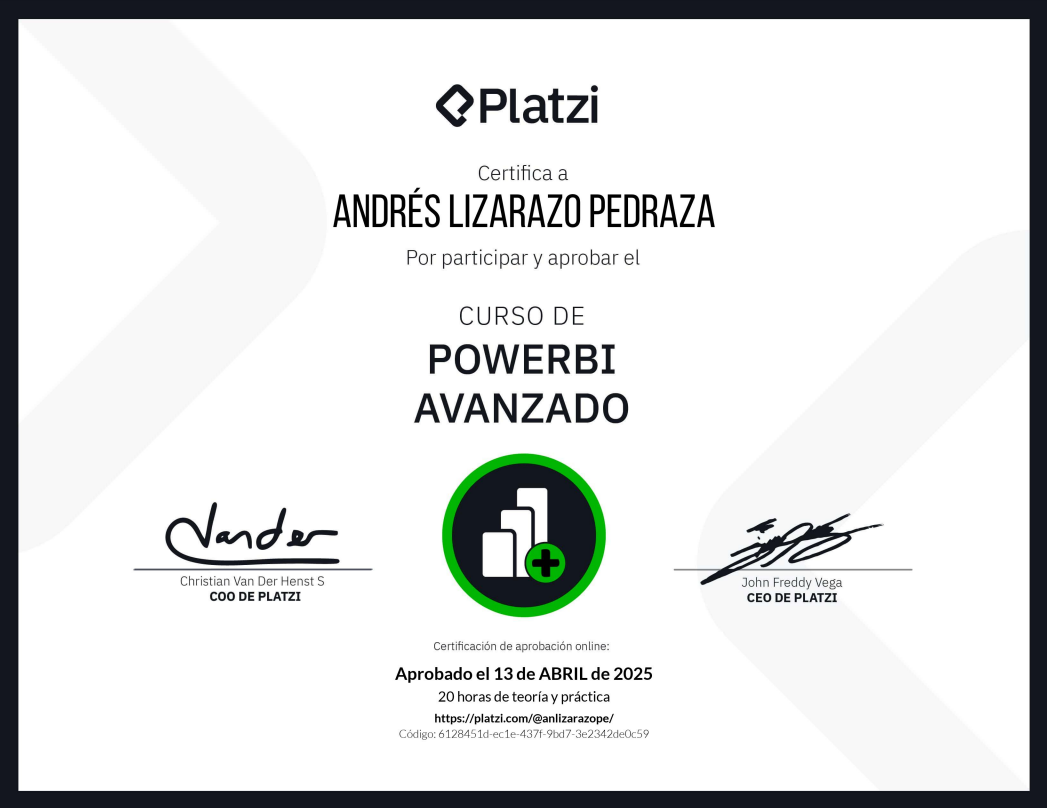 Platzi
Certifica a
ANDRÉS LIZARAZO PEDRAZA
Por participar y aprobar el
CURSO DE
POWERBI
AVANZADO
Vander
Christian Van Der Henst S
COO DE PLATZI
John Freddy Vega
CEO DE PLATZI
Certificación de aprobación online:
Aprobado el 13 de ABRIL de 2025
20 horas de teoría y práctica
https://platzi.com/@anlizarazope/
Código: 6128451d-ec1e-437f-9bd7-3e2342de0c59